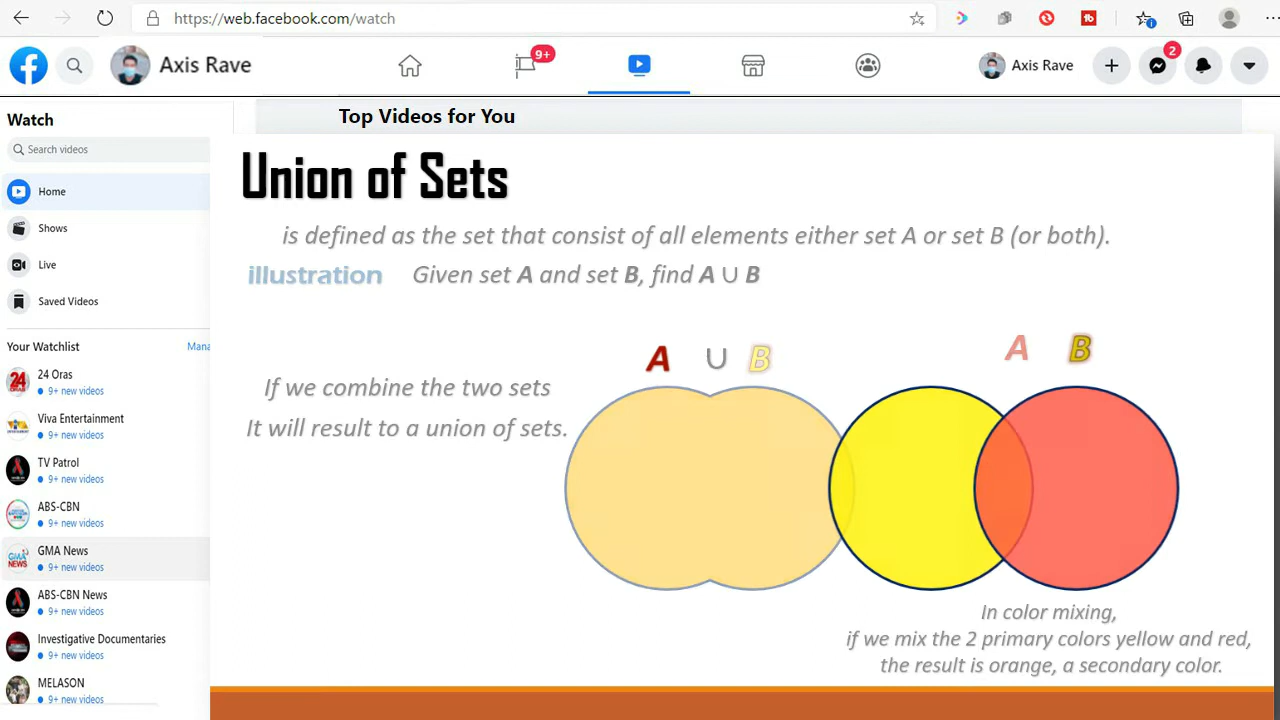 https://web.facebook.com/watch
Axis Rave
9+
Axis Rave
2
Watch
Top Videos for You
Search videos
Home
Shows
Live
Saved Videos
Your Watchlist
Mana
24 Oras
9+ new videos
Viva Entertainment
9+ new videos
TV Patrol
9+ new videos
ABS-CBN
9+ new videos
GMA News
9+ new videos
ABS-CBN News
9+ new videos
Investigative Documentaries
9+ new videos
MELASON
9+ new videos
Union of Sets
is defined as the set that consist of all elements either set A or set B (or both).
illustration Given set A and set B, find A ∪ B
A ∪ B
A B
If we combine the two sets
It will result to a union of sets.
In color mixing,
if we mix the 2 primary colors yellow and red,
the result is orange, a secondary color.